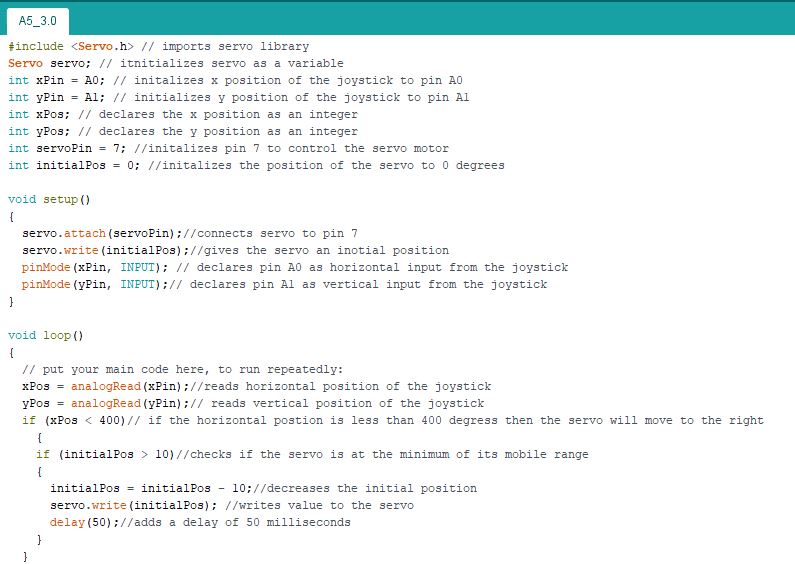 A5_3.0
#include <Servo.h> // imports servo library
Servo servo; // itnitializes servo as a variable
int xPin = A0; // initalizes x position of the joystick to pin A0
int yPin = A1; // initializes y position of the joystick to pin A1
int xPos; // declares the x position as an integer
int yPos; // declares the y position as an integer
int servoPin = 7; //initalizes pin 7 to control the servo motor
int initialPos = 0; //initalizes the position of the servo to 0 degrees
void setup()
{
servo.attach(servoPin);//connects servo to pin 7
servo.write(initialPos);//gives the servo an inotial position
pinMode(xPin, INPUT); // declares pin A0 as horizontal input from the joystick
pinMode(yPin, INPUT);// declares pin A1 as vertical input from the joystick
}
void loop()
{
// put your main code here, to run repeatedly:
xPos = analogRead(xPin);//reads horizontal position of the joystick
yPos = analogRead(yPin);// reads vertical position of the joystick
if (xPos < 400)// if the horizontal postion is less than 400 degress then the servo will move to the right
{
if (initialPos > 10)//checks if the servo is at the minimum of its mobile range
{
initialPos = initialPos - 10;//decreases the initial position
servo.write(initialPos); //writes value to the servo
delay(50);//adds a delay of 50 milliseconds
}
}